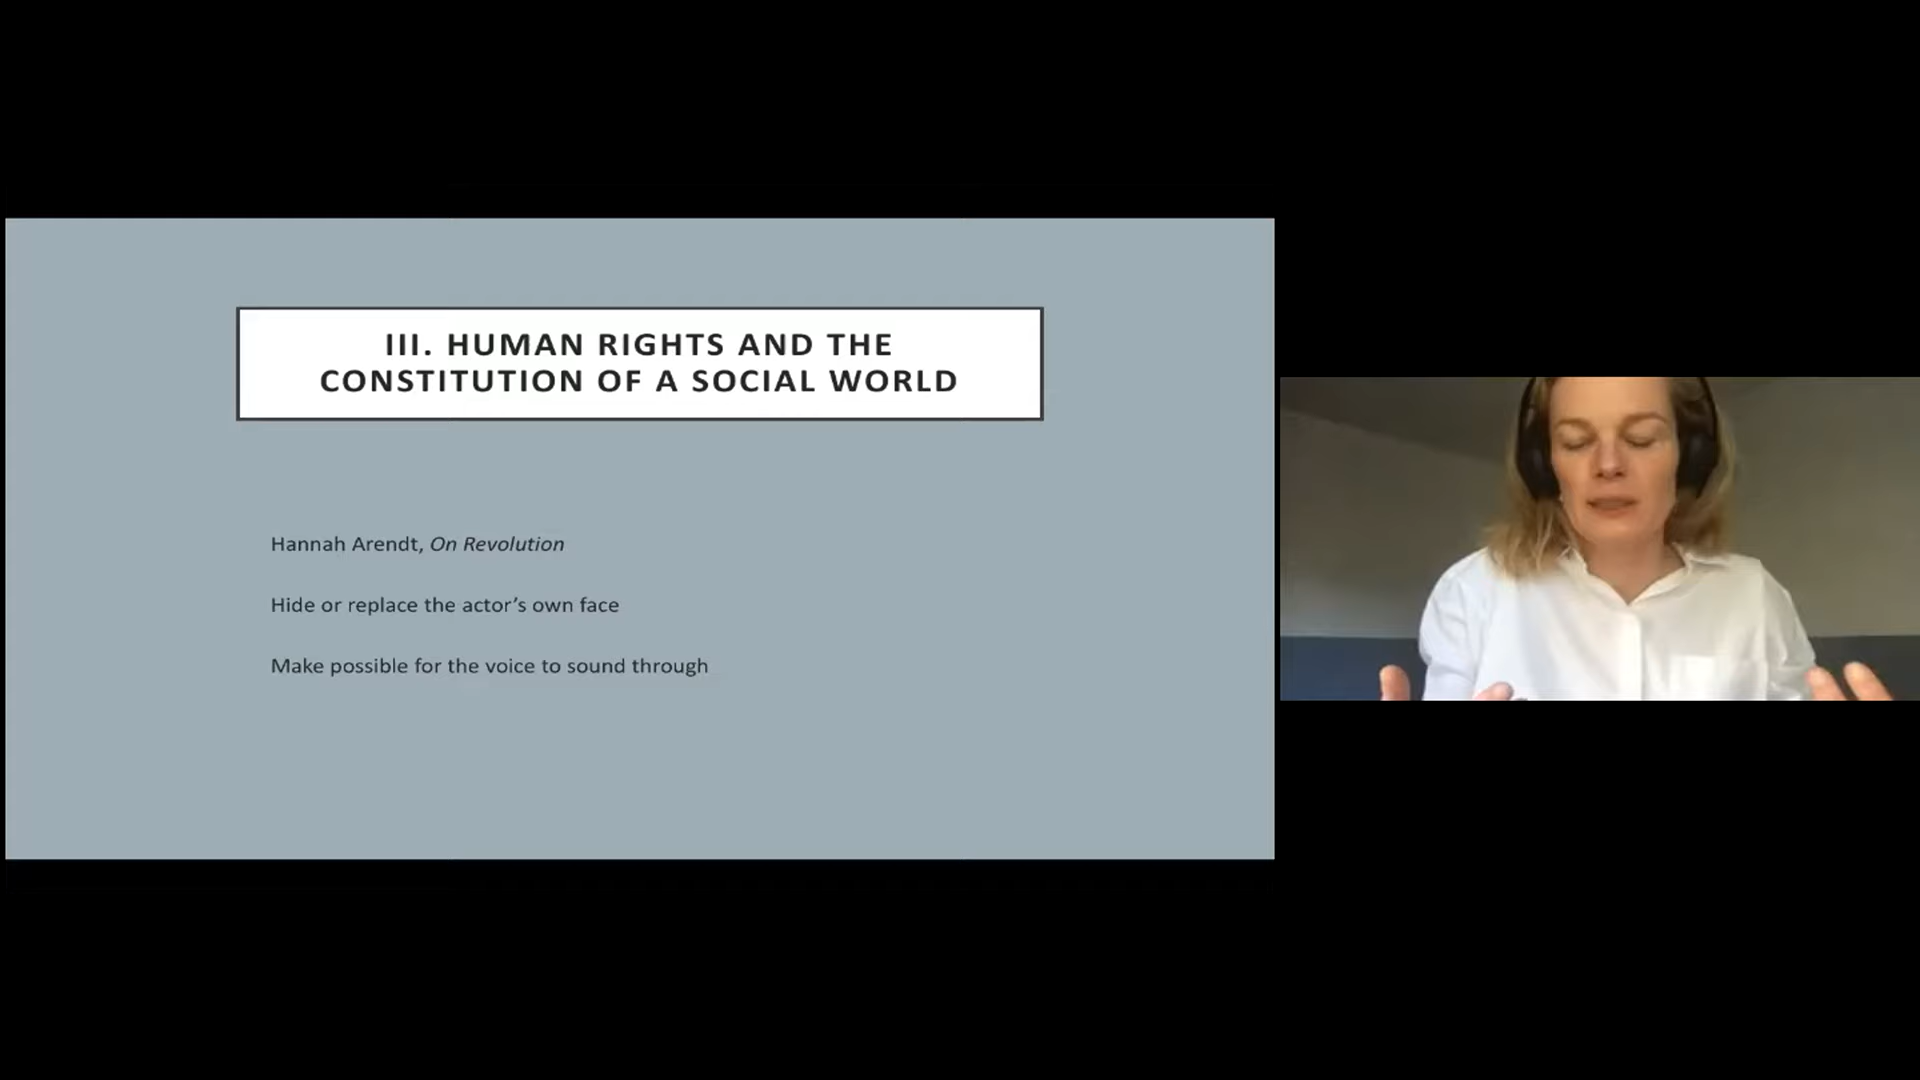 III. HUMAN RIGHTS AND THE
CONSTITUTION OF A SOCIAL WORLD
Hannah Arendt, On Revolution
Hide or replace the actor’s own face
Make possible for the voice to sound through